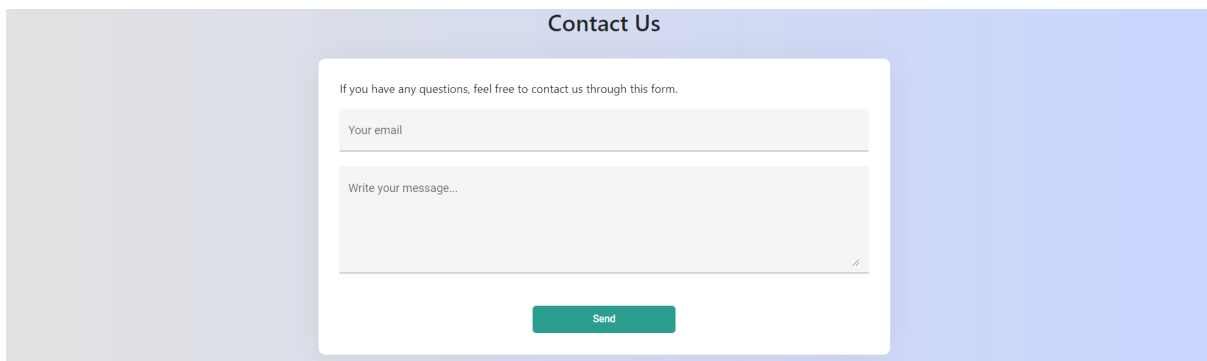 Contact Us
If you have any questions, feel free to contact us through this form.
Your email
Write your message...
Send